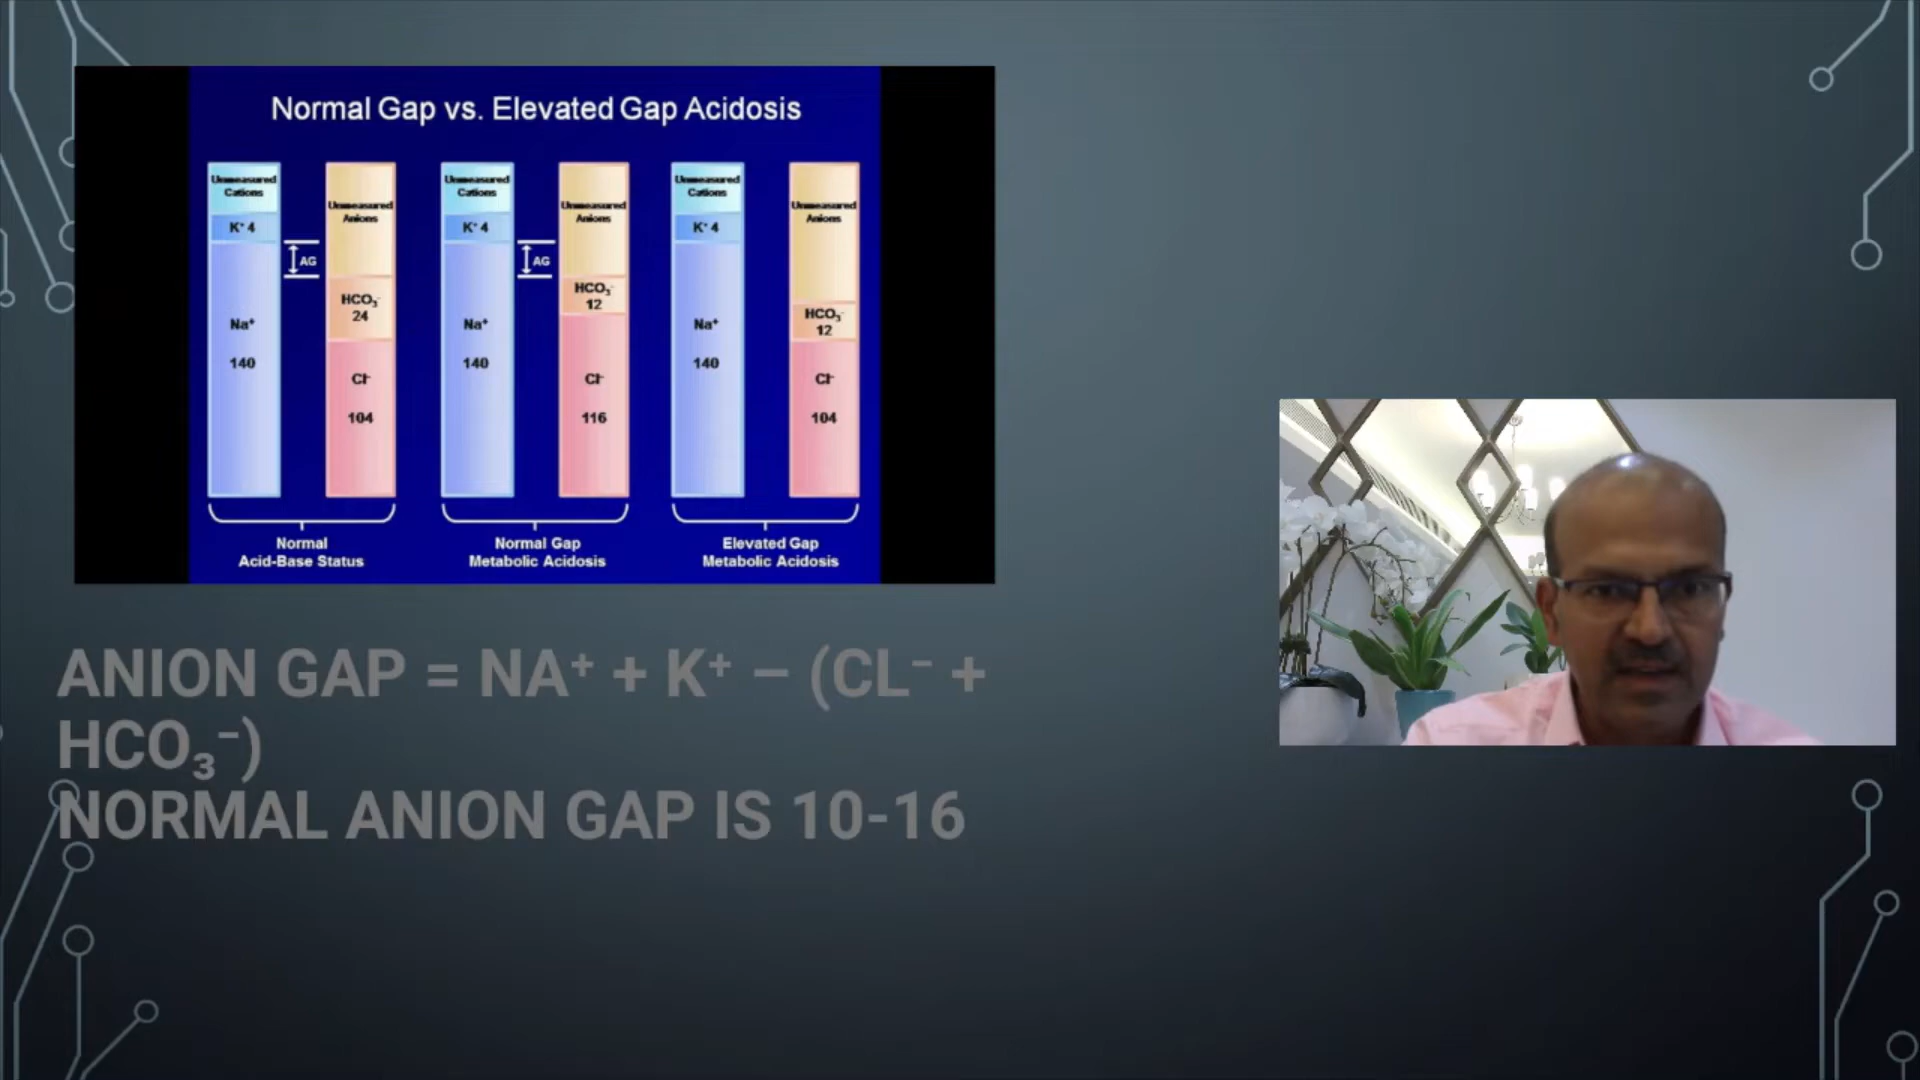 Normal Gap vs. Elevated Gap Acidosis
Unmeasured
Cations
K⁺ 4
AG
Na⁺
140
Unmeasured
Anions
HCO₃⁻
24
Cl⁻
104
Normal
Acid-Base Status
Unmeasured
Cations
K⁺ 4
AG
Na⁺
140
Unmeasured
Anions
HCO₃⁻
12
Cl⁻
116
Normal Gap
Metabolic Acidosis
Unmeasured
Cations
K⁺ 4
Na⁺
140
Unmeasured
Anions
HCO₃⁻
12
Cl⁻
104
Elevated Gap
Metabolic Acidosis
ANION GAP = NA⁺ + K⁺ − (CL⁻ +
HCO₃⁻)
NORMAL ANION GAP IS 10-16